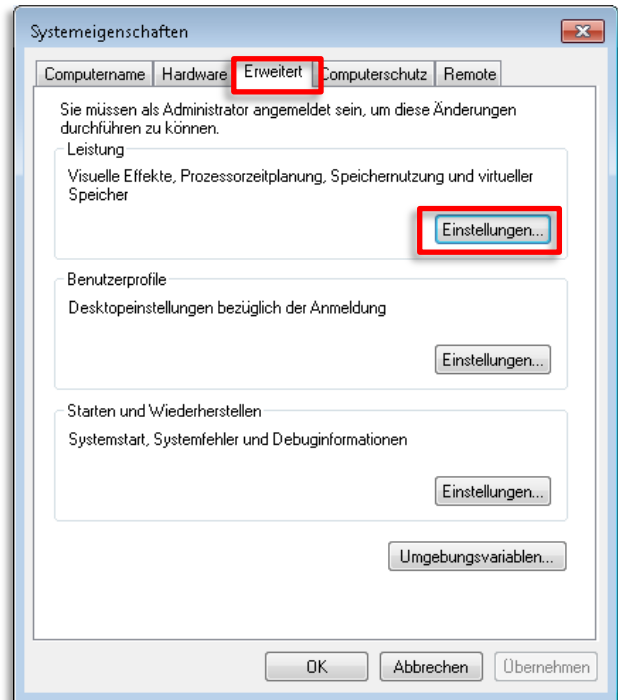 Systemeigenschaften
Computername Hardware Erweitert Computerschutz Remote
Sie müssen als Administrator angemeldet sein, um diese Änderungen
durchführen zu können.
Leistung
Visuelle Effekte, Prozessorzeitplanung, Speichernutzung und virtueller
Speicher
Einstellungen...
Benutzerprofile
Desktopeinstellungen bezüglich der Anmeldung
Einstellungen...
Starten und Wiederherstellen
Systemstart, Systemfehler und Debuginformationen
Einstellungen...
Umgebungsvariablen...
OK Abbrechen Übernehmen